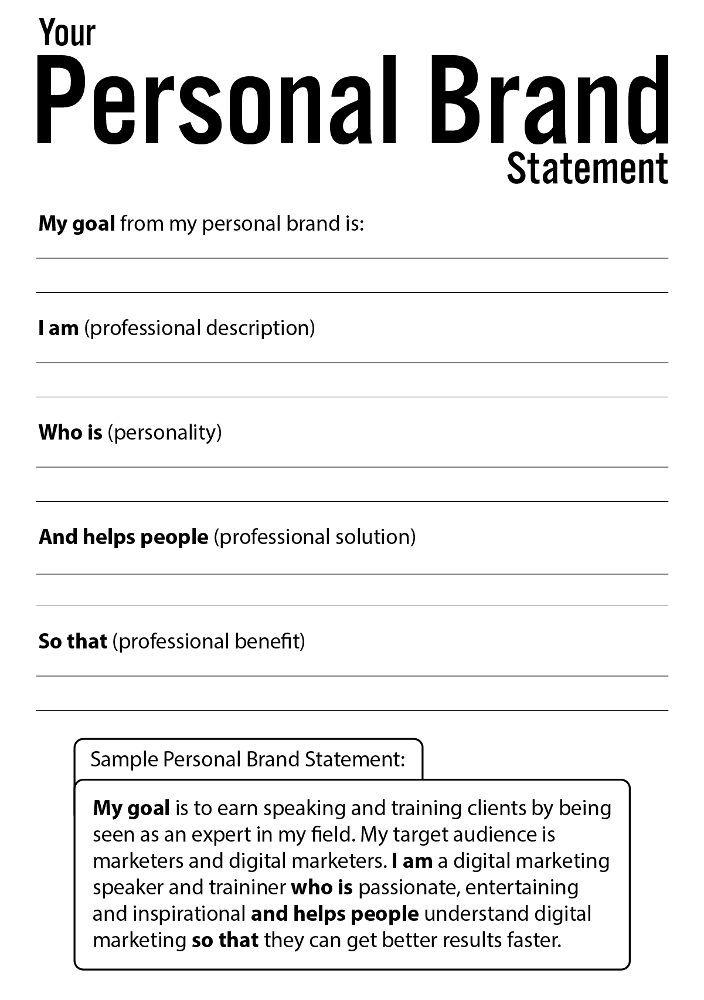 Your
Personal Brand
Statement
My goal from my personal brand is:
I am (professional description)
Who is (personality)
And helps people (professional solution)
So that (professional benefit)
Sample Personal Brand Statement:
My goal is to earn speaking and training clients by being
seen as an expert in my field. My target audience is
marketers and digital marketers. I am a digital marketing
speaker and traininer who is passionate, entertaining
and inspirational and helps people understand digital
marketing so that they can get better results faster.